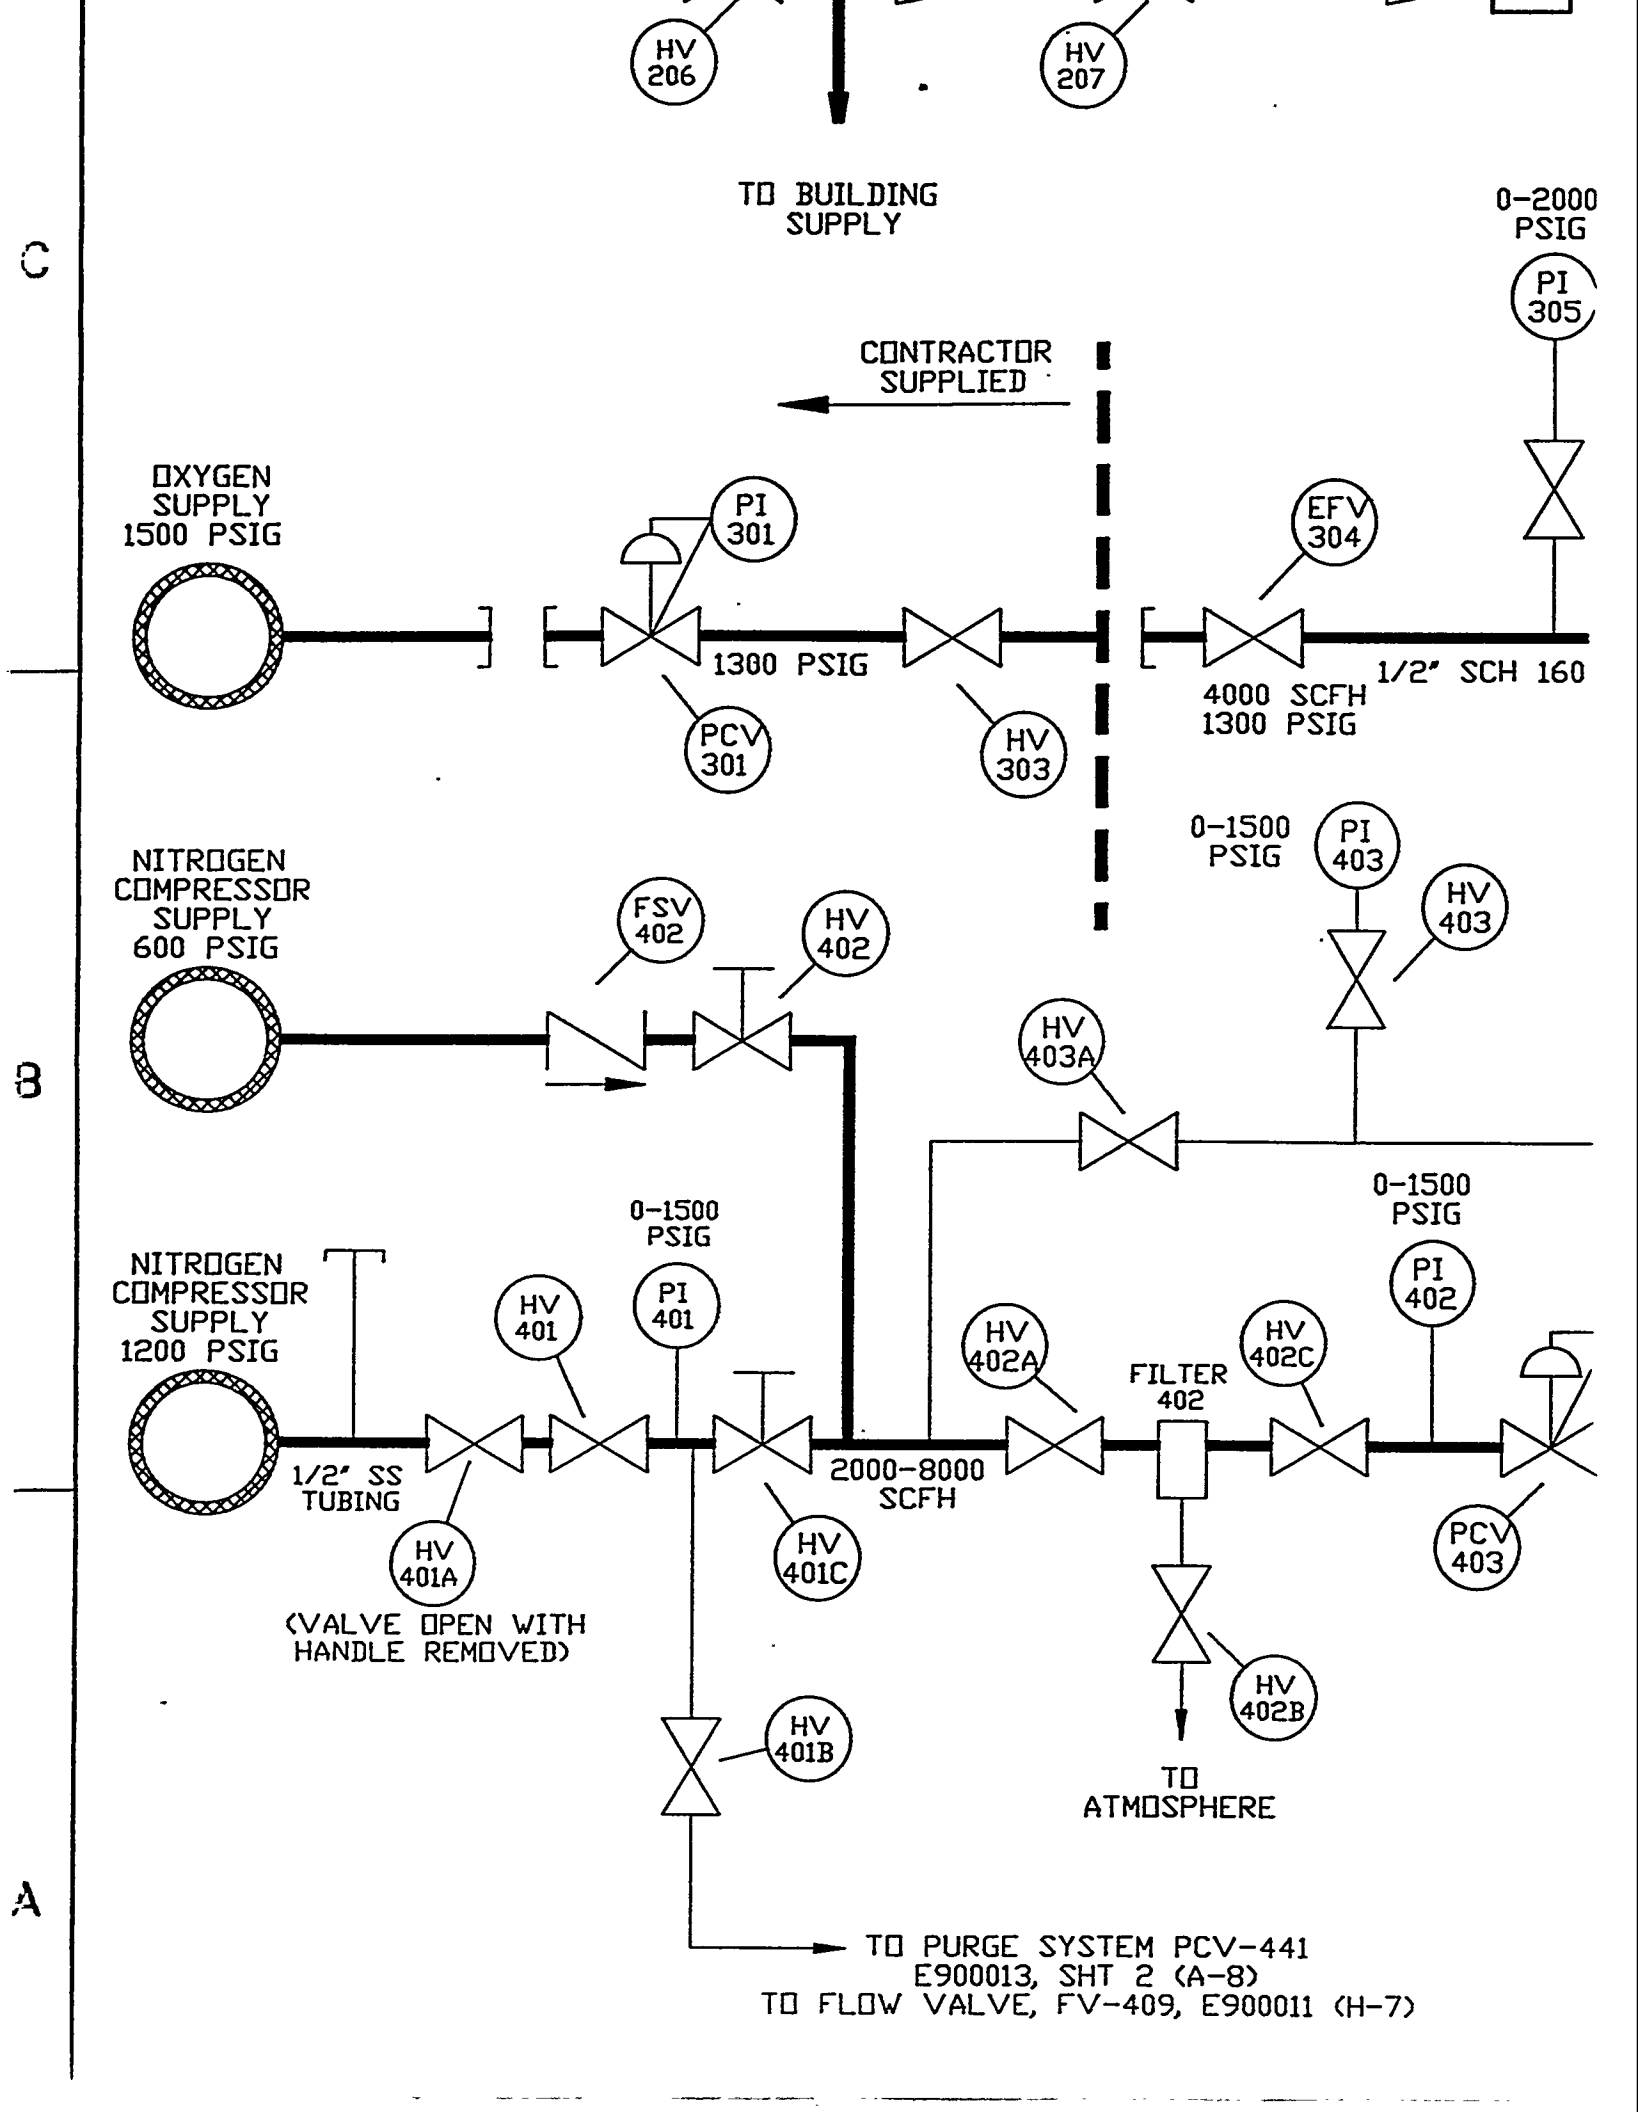 HV
206
HV
207
TO BUILDING
SUPPLY
C
0-2000
PSIG
PI
305
CONTRACTOR
SUPPLIED
OXYGEN
SUPPLY
1500 PSIG
PI
301
EFV
304
1300 PSIG
1/2" SCH 160
4000 SCFH
1300 PSIG
PCV
301
HV
303
0-1500
PSIG
PI
403
NITROGEN
COMPRESSOR
SUPPLY
600 PSIG
FSV
402
HV
402
HV
403
HV
403A
B
0-1500
PSIG
0-1500
PSIG
NITROGEN
COMPRESSOR
SUPPLY
1200 PSIG
HV
401
PI
401
HV
402A
FILTER
402
HV
402C
PI
402
1/2" SS
TUBING
2000-8000
SCFH
HV
401A
(VALVE OPEN WITH
HANDLE REMOVED)
HV
401C
PCV
403
HV
401B
HV
402B
TO
ATMOSPHERE
A
TO PURGE SYSTEM PCV-441
E900013, SHT 2 (A-8)
TO FLOW VALVE, FV-409, E900011 (H-7)